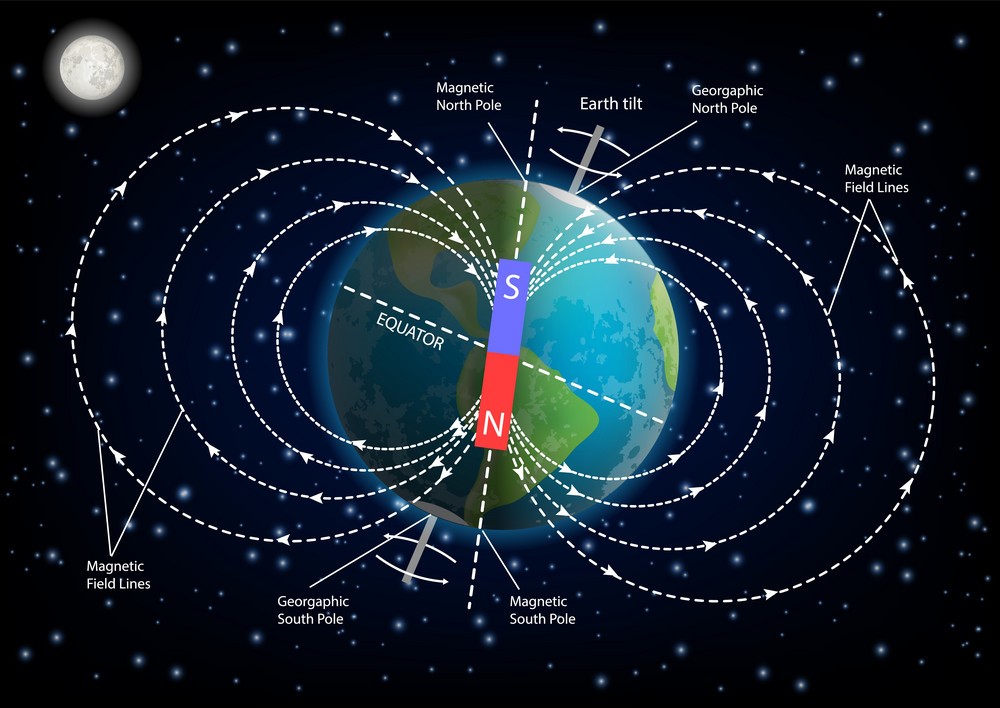 Magnetic
North Pole
Earth tilt
Georgaphic
North Pole
Magnetic
Field Lines
S
EQUATOR
N
Magnetic
Field Lines
Georgaphic
South Pole
Magnetic
South Pole